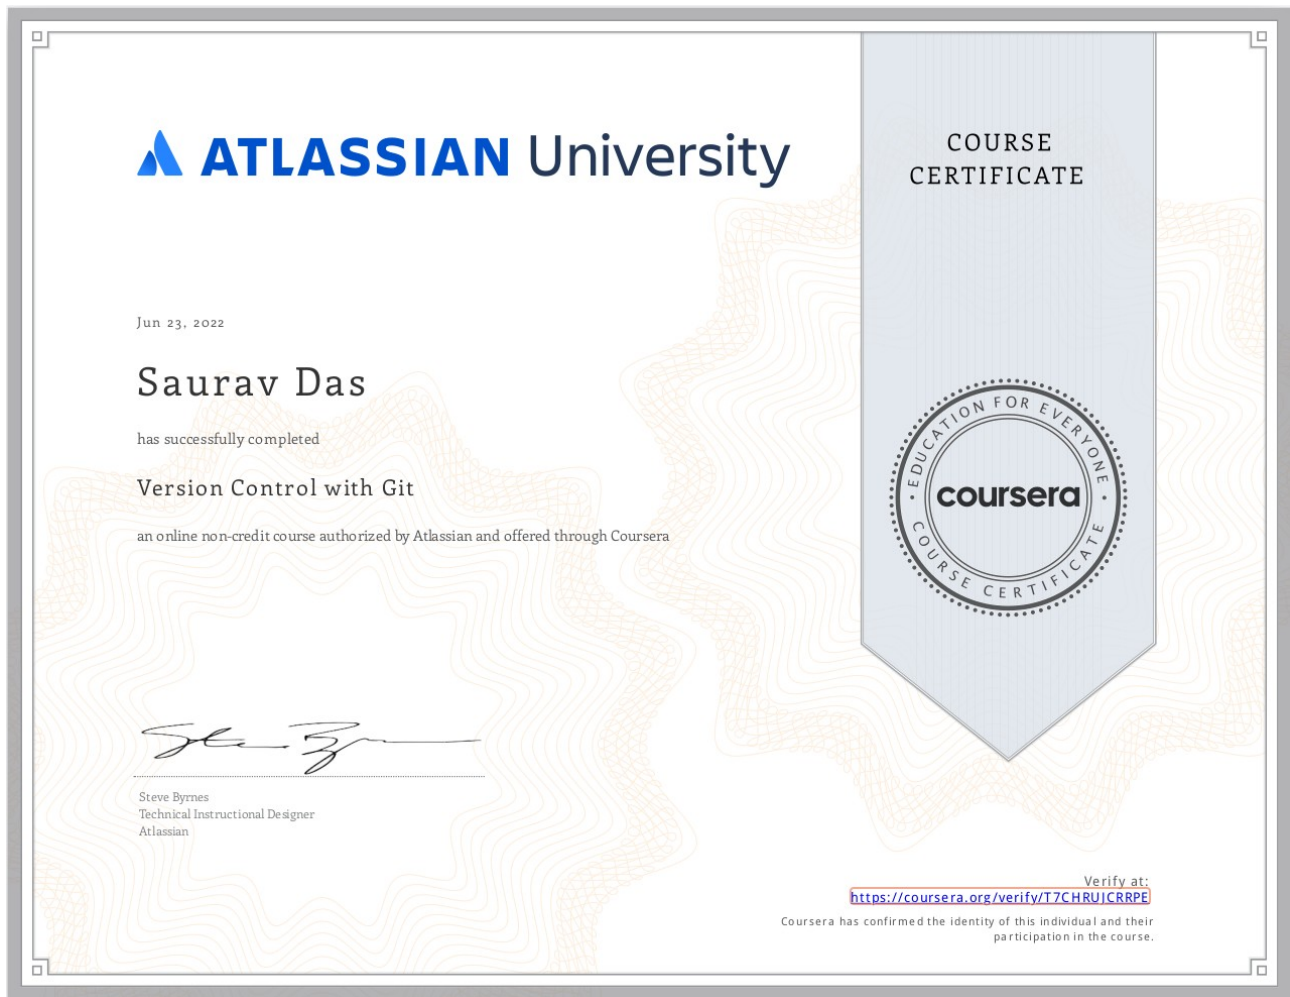 ATLASSIAN University
COURSE
CERTIFICATE
Jun 23, 2022
Saurav Das
has successfully completed
Version Control with Git
an online non-credit course authorized by Atlassian and offered through Coursera
EDUCATION FOR EVERYONE
coursera
COURSE CERTIFICATE
Steve Byrnes
Technical Instructional Designer
Atlassian
Verify at:
https://coursera.org/verify/T7CHRUJCRRPE
Coursera has confirmed the identity of this individual and their
participation in the course.